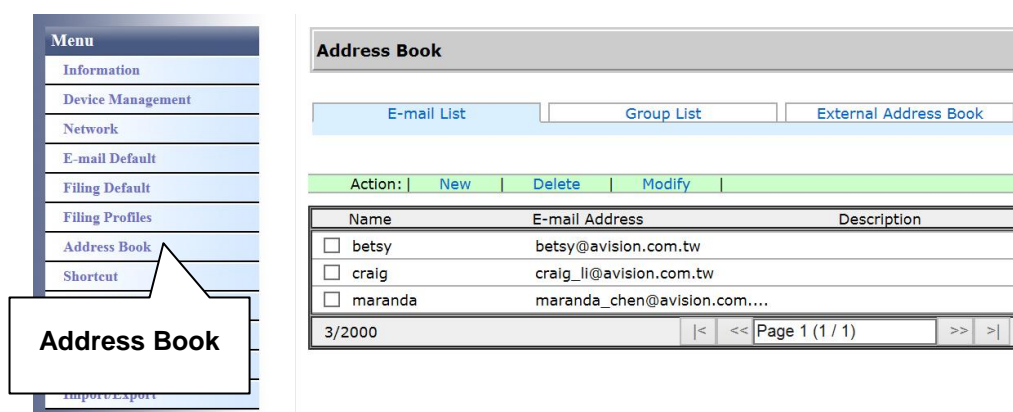 Menu
Information
Device Management
Network
E-mail Default
Filing Default
Filing Profiles
Address Book
Shortcut
Address Book
Import/Export
Address Book
E-mail List Group List External Address Book
Action: | New | Delete | Modify |
Name E-mail Address Description
betsy betsy@avision.com.tw
craig craig_li@avision.com.tw
maranda maranda_chen@avision.com....
3/2000 |< << Page 1 (1 / 1) >> >|